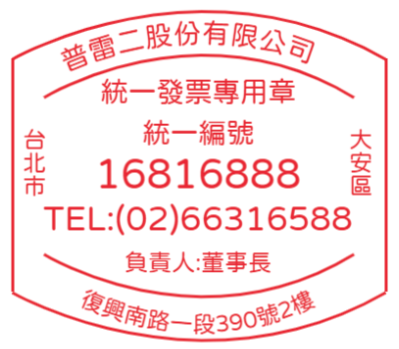 普雷二股份有限公司
統一發票專用章
統一編號
16816888
TEL:(02)66316588
負責人:董事長
台北市
大安區
復興南路一段390號2樓